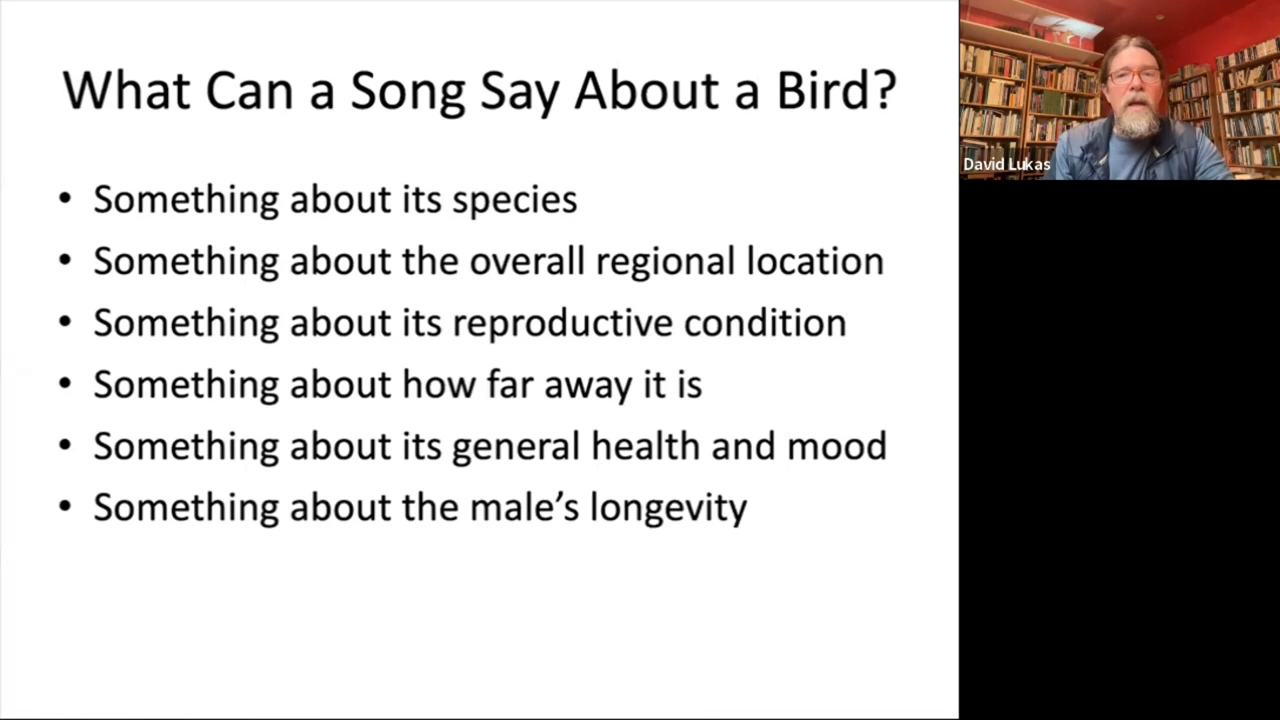 What Can a Song Say About a Bird?
• Something about its species
• Something about the overall regional location
• Something about its reproductive condition
• Something about how far away it is
• Something about its general health and mood
• Something about the male’s longevity
David Lukas